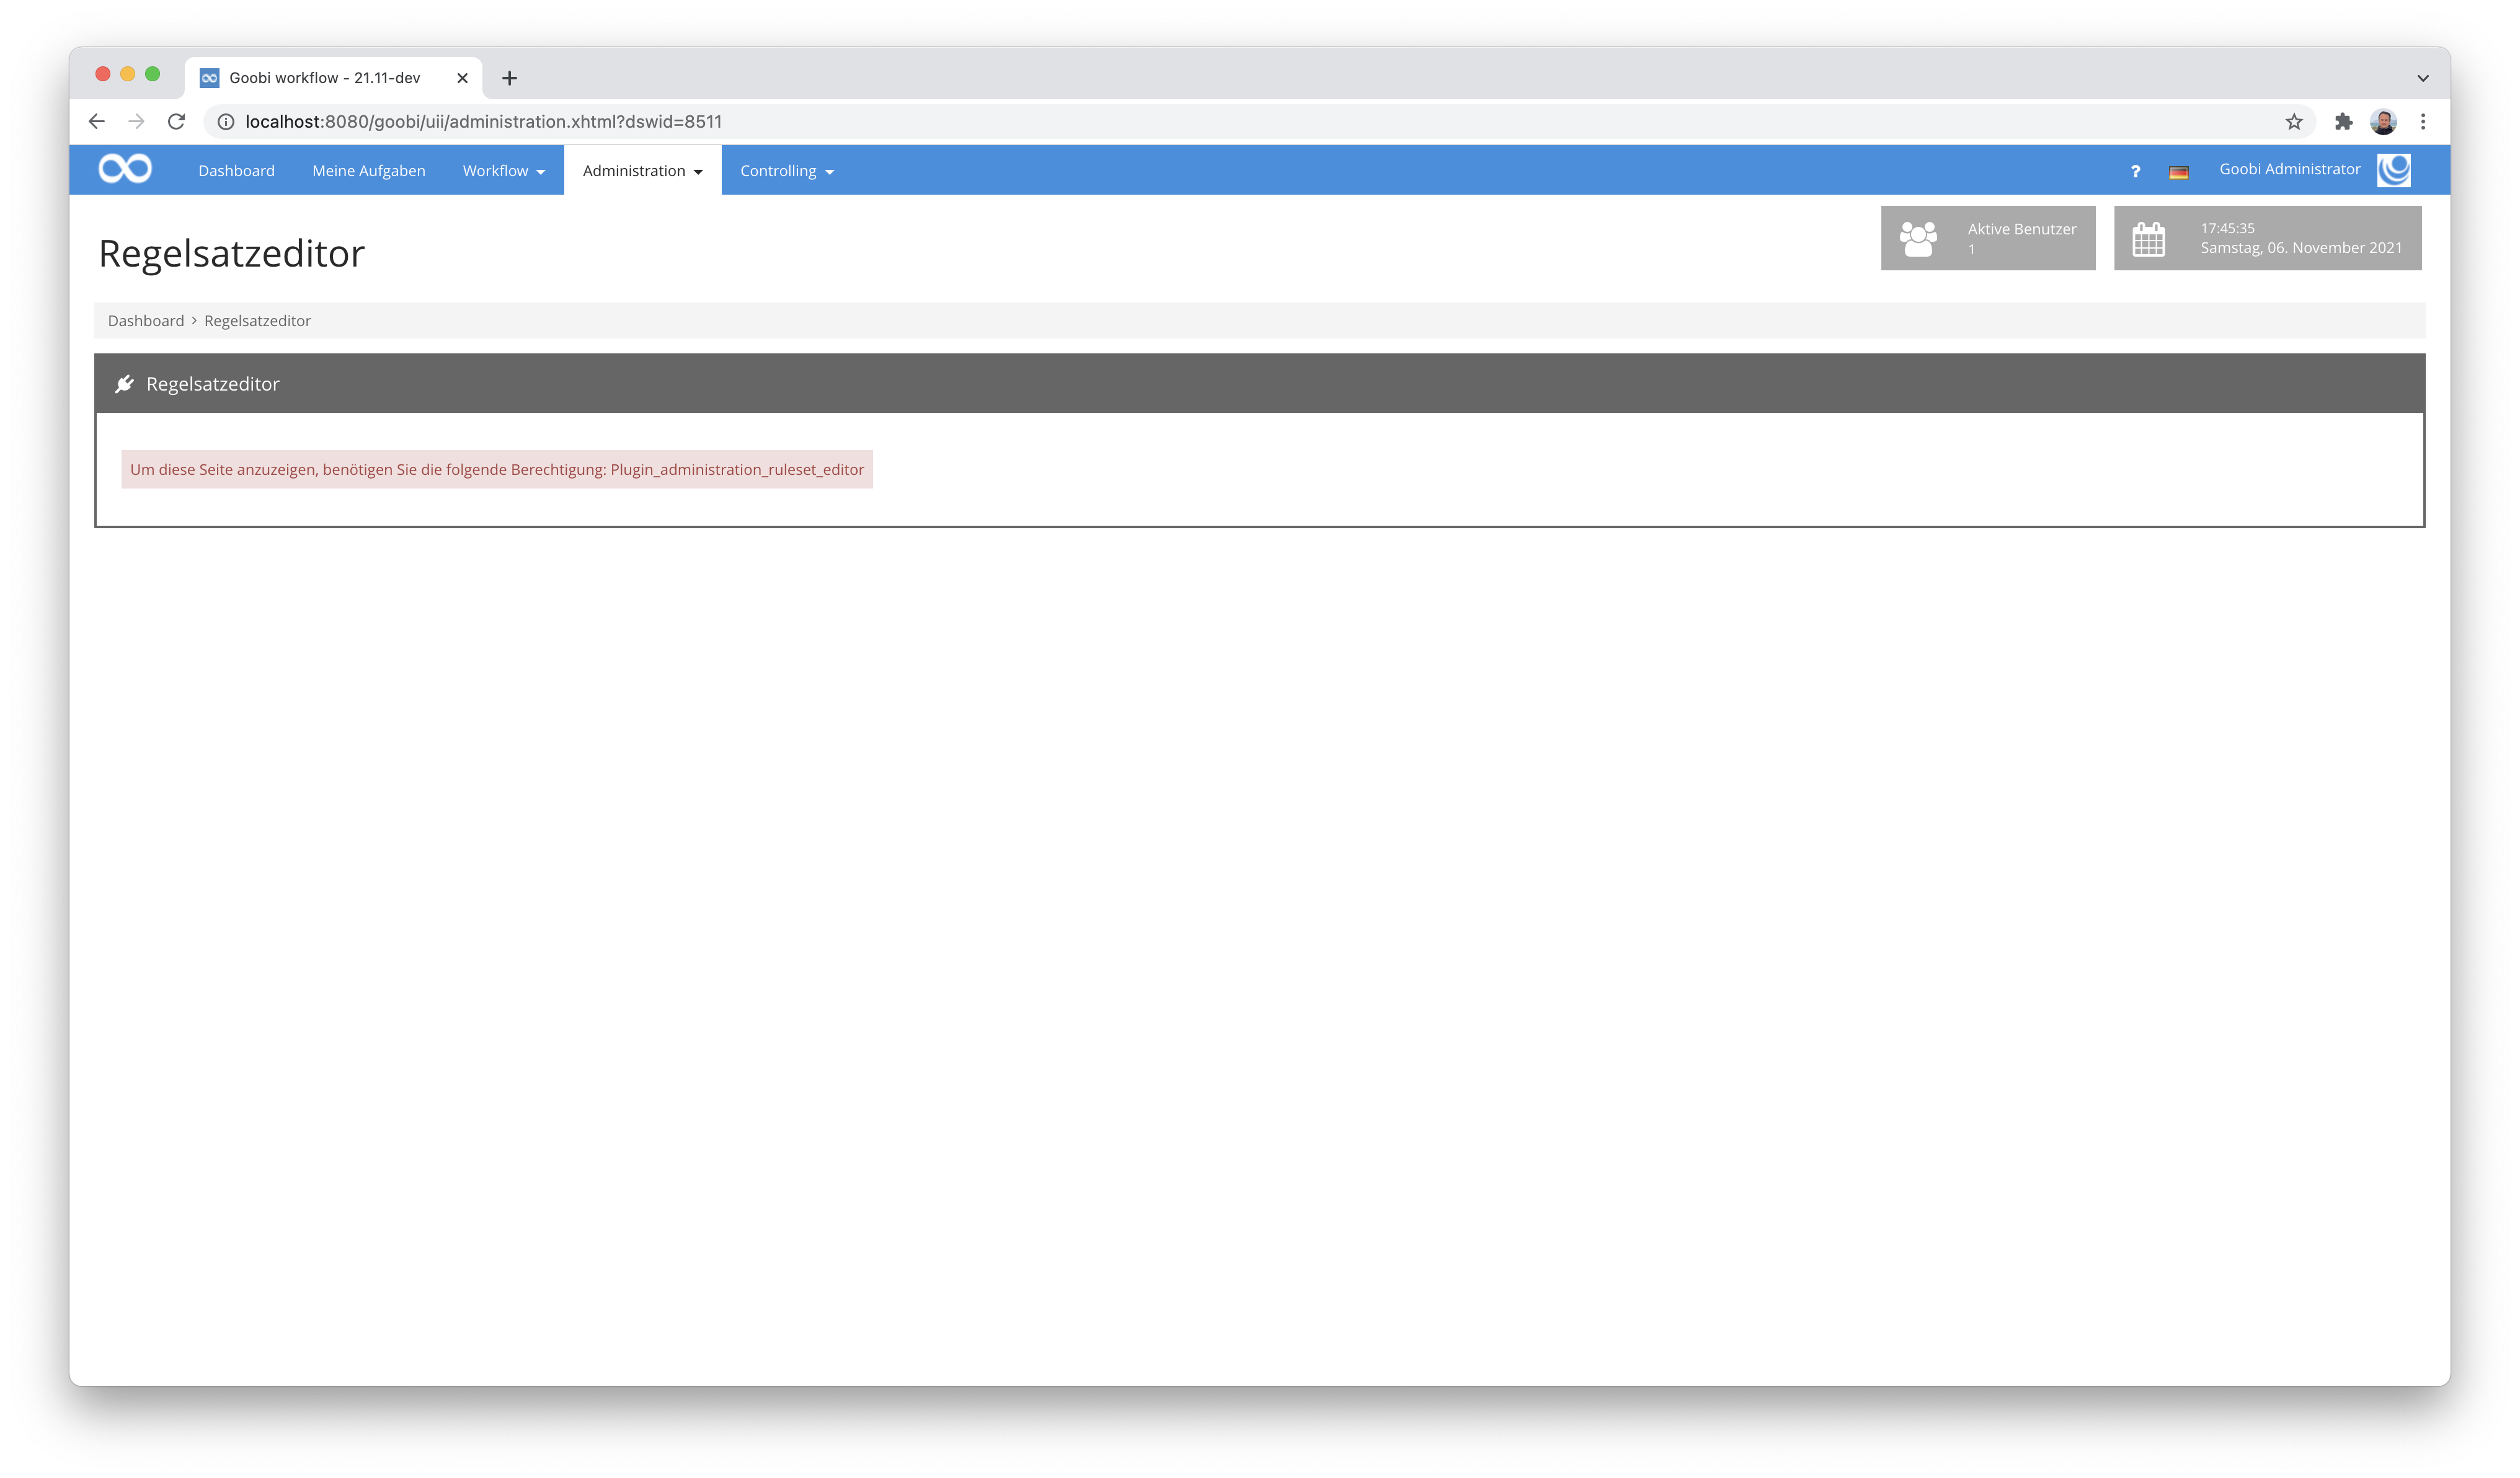 Goobi workflow - 21.11-dev
localhost:8080/goobi/uii/administration.xhtml?dswid=8511
Dashboard
Meine Aufgaben
Workflow
Administration
Controlling
?
Goobi Administrator
Regelsatzeditor
Aktive Benutzer
1
17:45:35
Samstag, 06. November 2021
Dashboard > Regelsatzeditor
Regelsatzeditor
Um diese Seite anzuzeigen, benötigen Sie die folgende Berechtigung: Plugin_administration_ruleset_editor